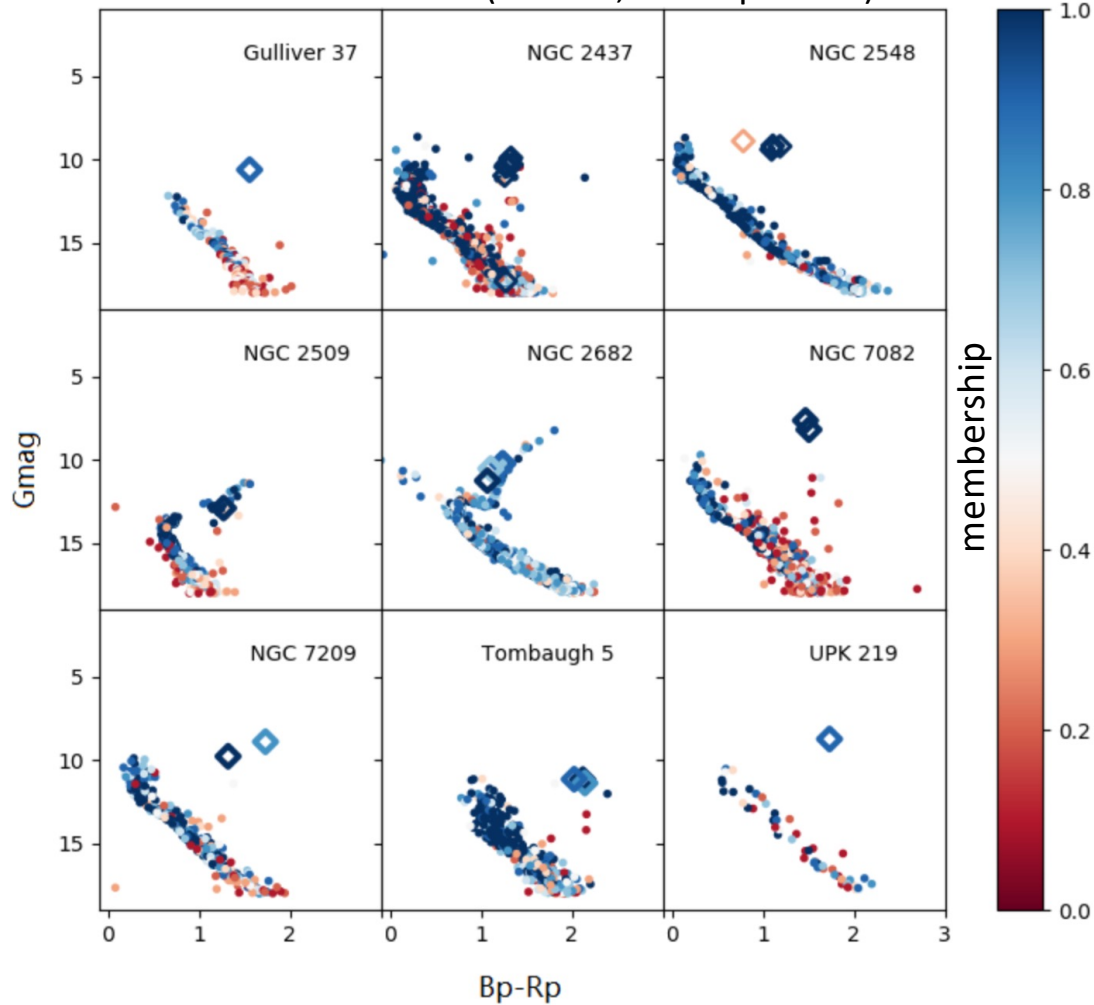 Gulliver 37
NGC 2437
NGC 2548
5
10
15
NGC 2509
NGC 2682
NGC 7082
5
10
15
NGC 7209
Tombaugh 5
UPK 219
5
10
15
0 1 2 0 1 2 0 1 2 3
Bp-Rp
Gmag
membership
1.0
0.8
0.6
0.4
0.2
0.0